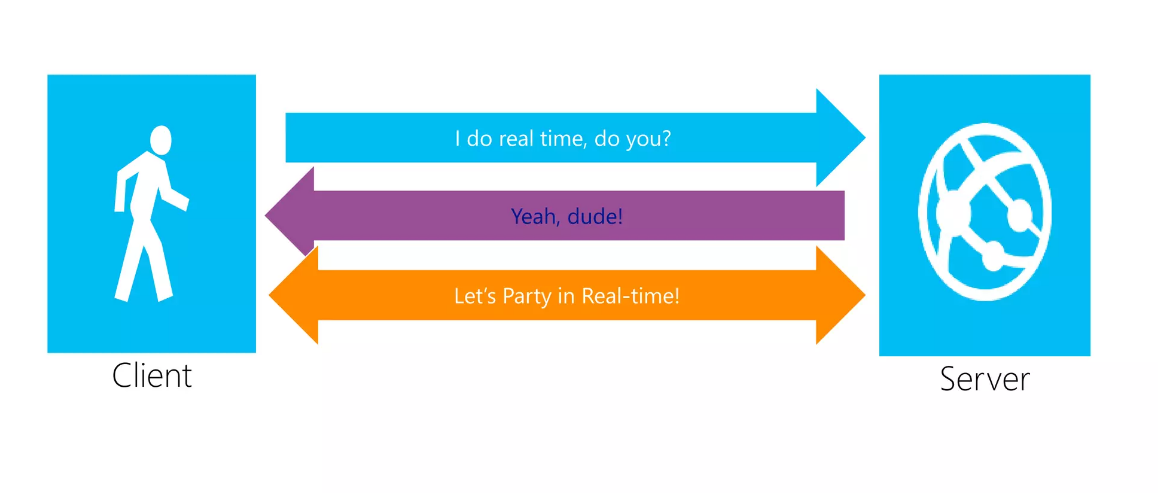 I do real time, do you?
Yeah, dude!
Let’s Party in Real-time!
Client
Server